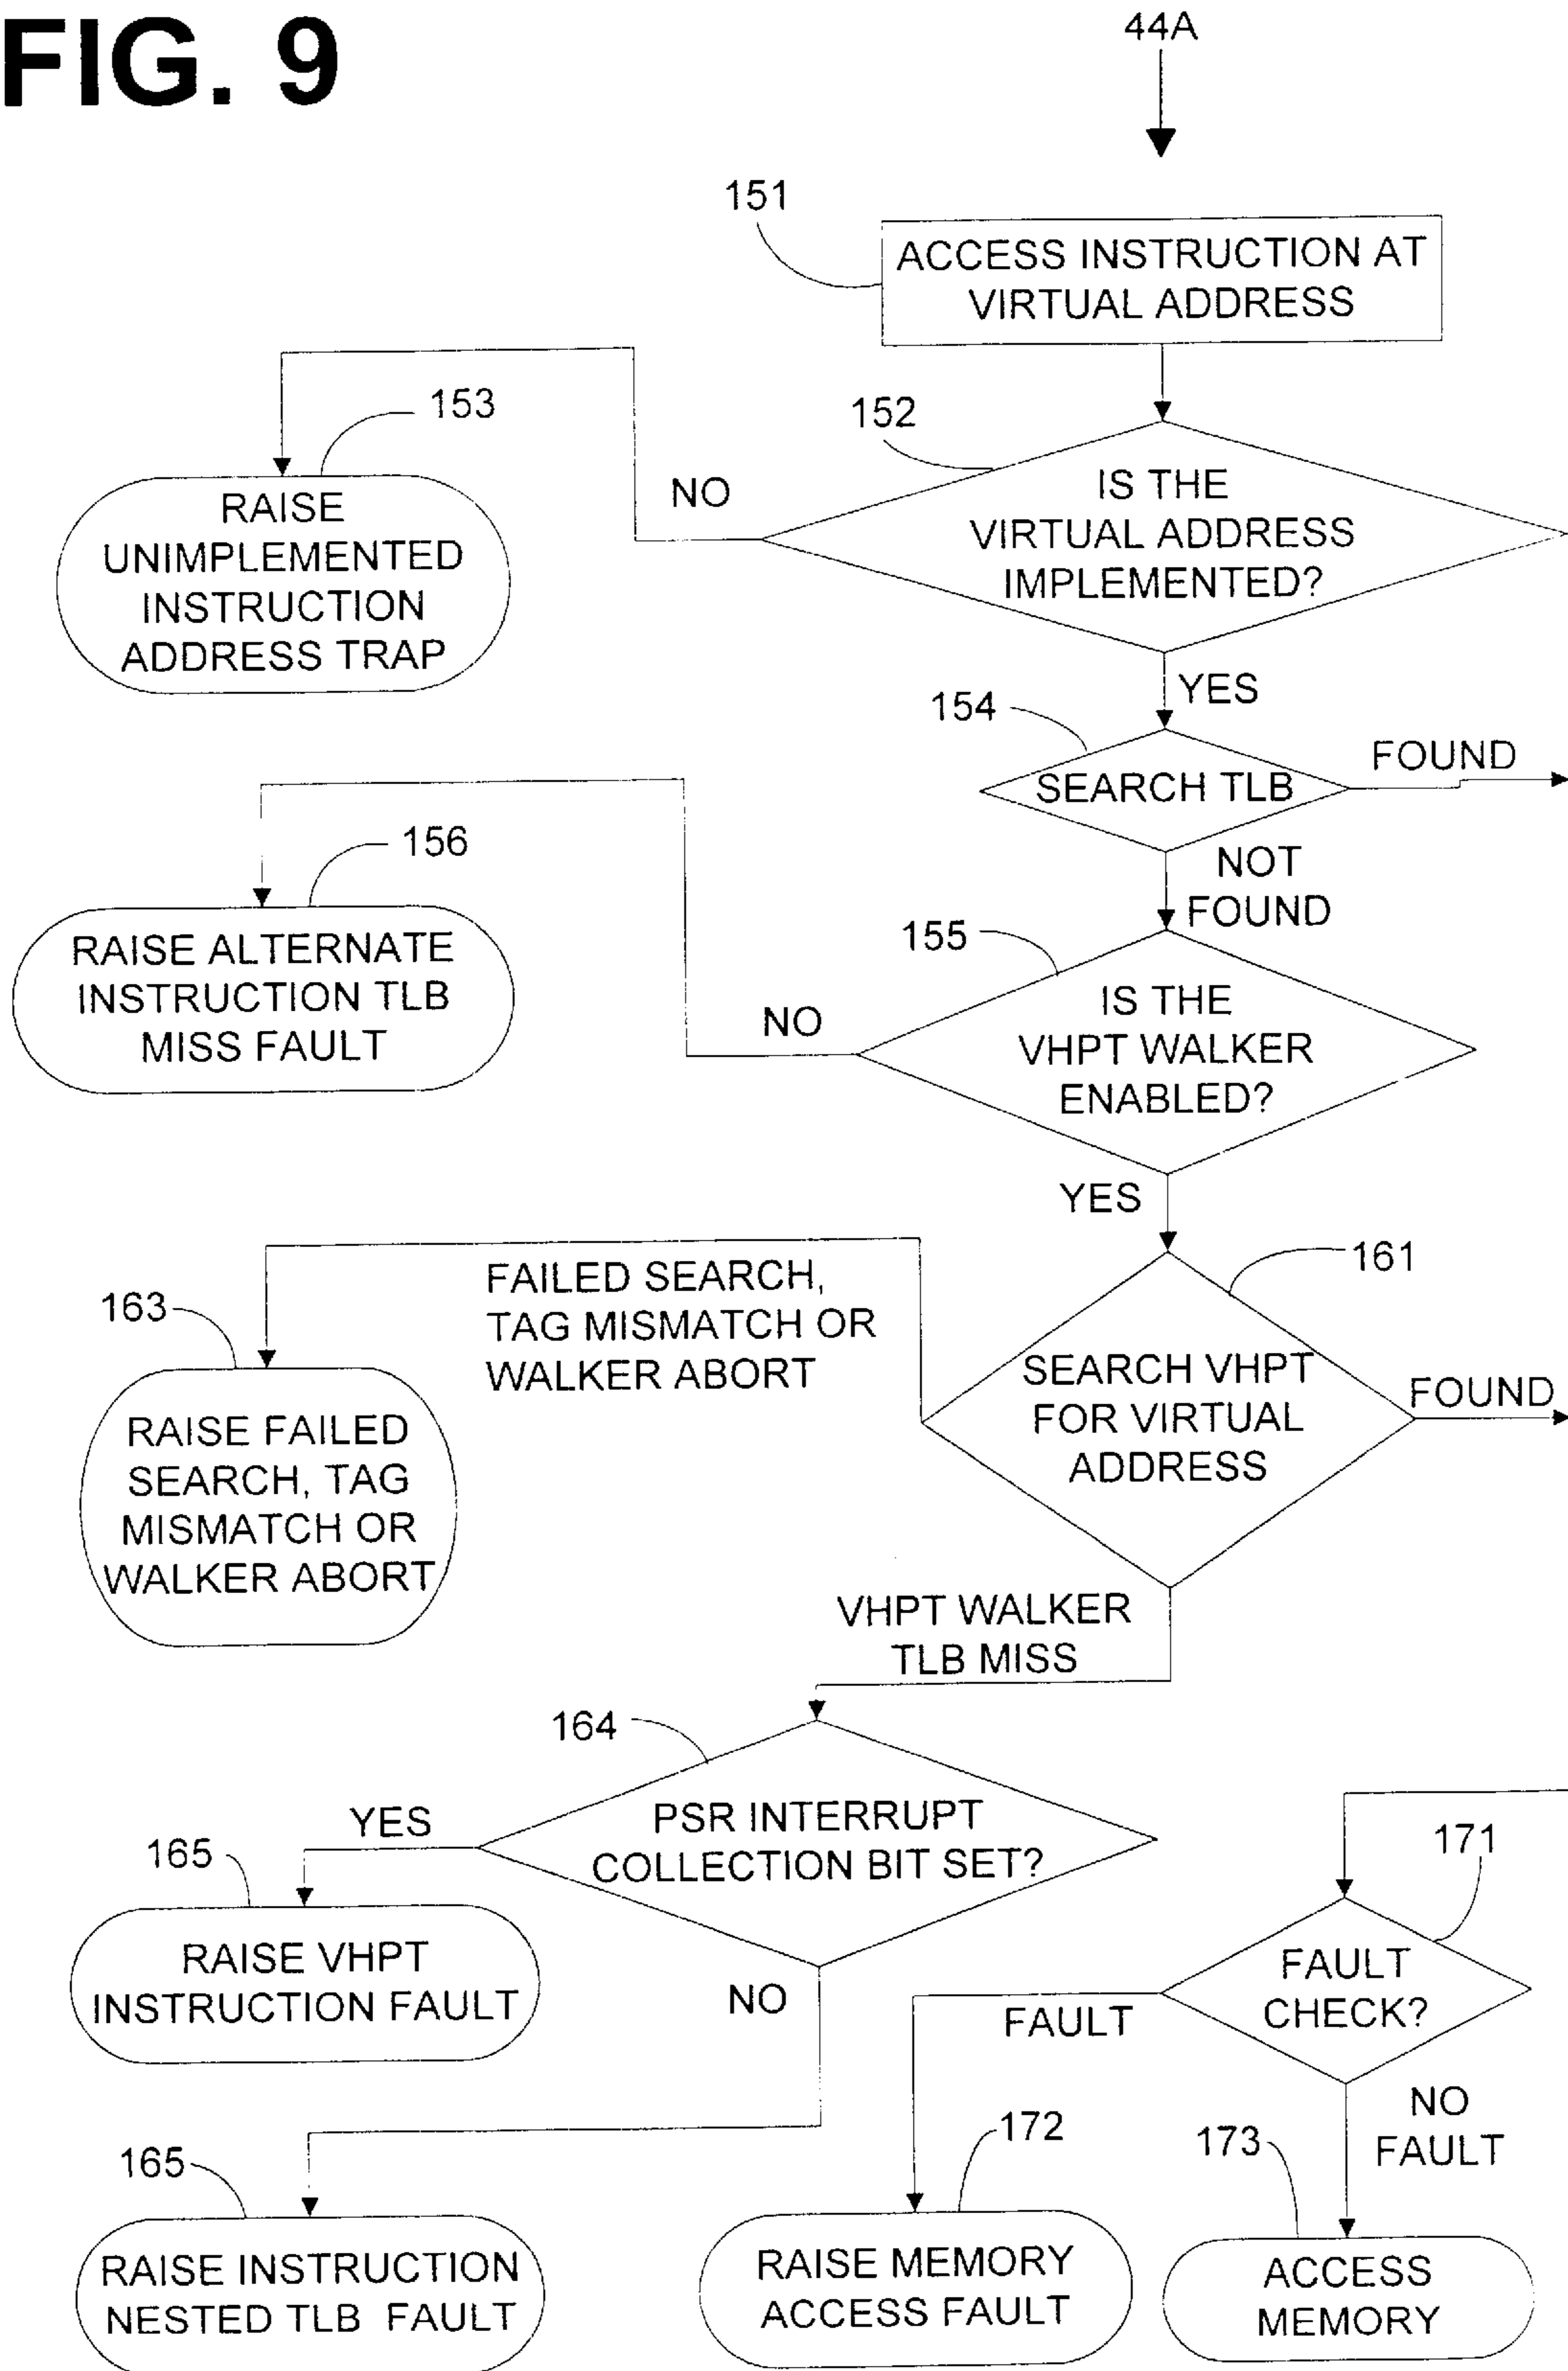 FIG. 9
44A
151
ACCESS INSTRUCTION AT
VIRTUAL ADDRESS
153
152
NO
IS THE
VIRTUAL ADDRESS
IMPLEMENTED?
RAISE
UNIMPLEMENTED
INSTRUCTION
ADDRESS TRAP
YES
154
SEARCH TLB
FOUND
156
NOT
FOUND
155
RAISE ALTERNATE
INSTRUCTION TLB
MISS FAULT
NO
IS THE
VHPT WALKER
ENABLED?
YES
161
FAILED SEARCH,
TAG MISMATCH OR
WALKER ABORT
163
SEARCH VHPT
FOR VIRTUAL
ADDRESS
FOUND
RAISE FAILED
SEARCH, TAG
MISMATCH OR
WALKER ABORT
VHPT WALKER
TLB MISS
164
PSR INTERRUPT
COLLECTION BIT SET?
YES
165
RAISE VHPT
INSTRUCTION FAULT
NO
171
FAULT
CHECK?
FAULT
NO
FAULT
165
172
173
RAISE INSTRUCTION
NESTED TLB FAULT
RAISE MEMORY
ACCESS FAULT
ACCESS
MEMORY